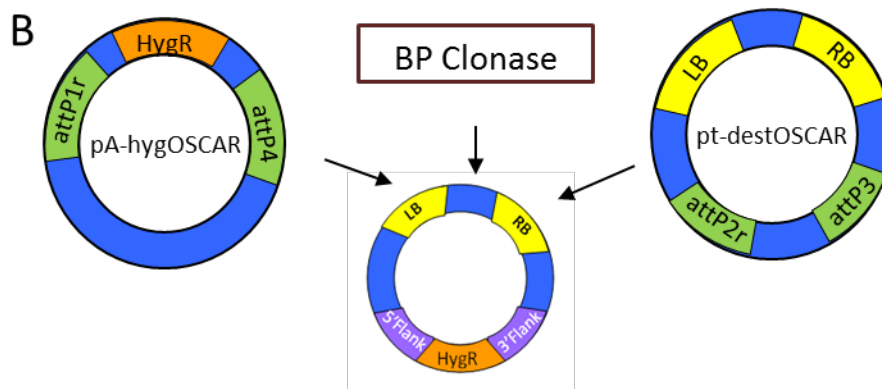 B
HygR
attP1r
attP4
pA-hygOSCAR
BP Clonase
LB
RB
pt-destOSCAR
attP2r
attP3
LB
RB
5'Flank
HygR
3'Flank